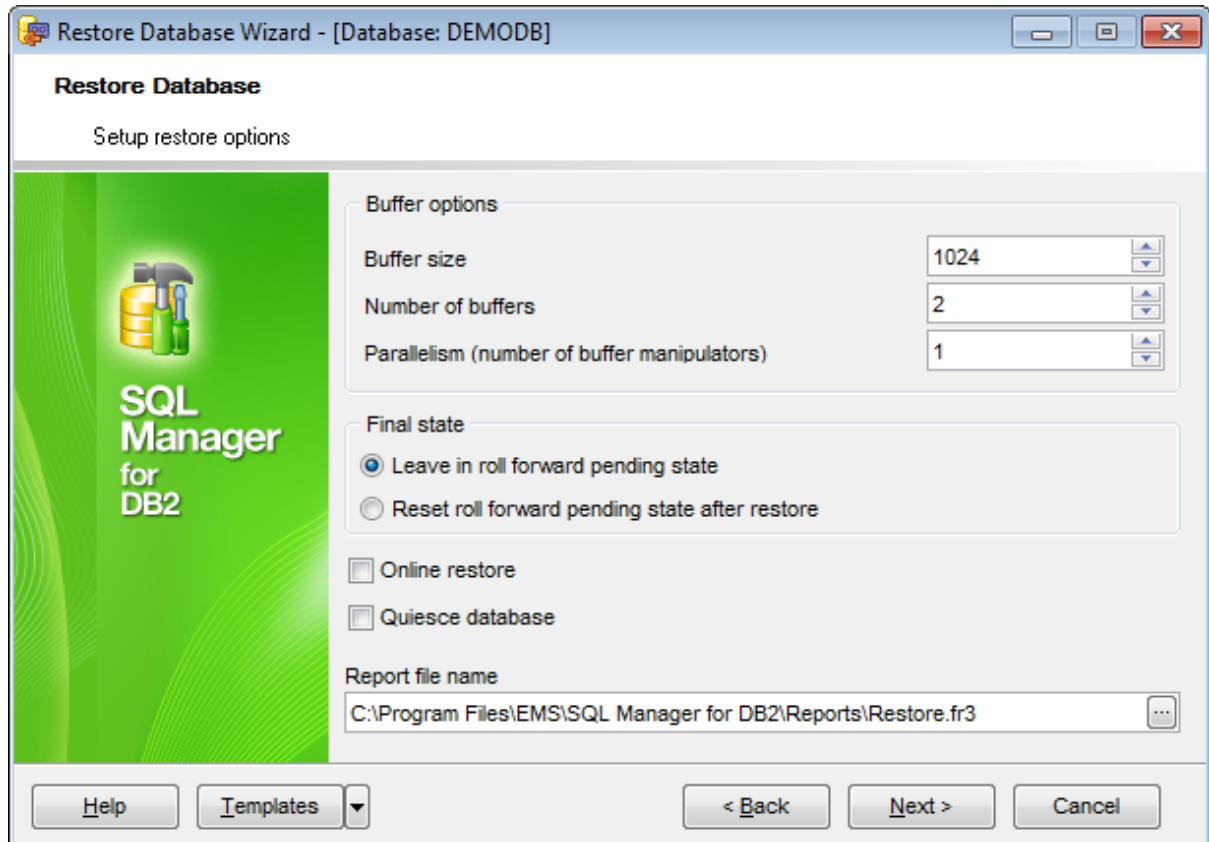 Restore Database Wizard - [Database: DEMODB]
Restore Database
Setup restore options
Buffer options
Buffer size 1024
Number of buffers 2
Parallelism (number of buffer manipulators) 1
SQL
Manager
for
DB2
Final state
Leave in roll forward pending state
Reset roll forward pending state after restore
Online restore
Quiesce database
Report file name
C:\Program Files\EMS\SQL Manager for DB2\Reports\Restore.fr3 ...
Help Templates < Back Next > Cancel